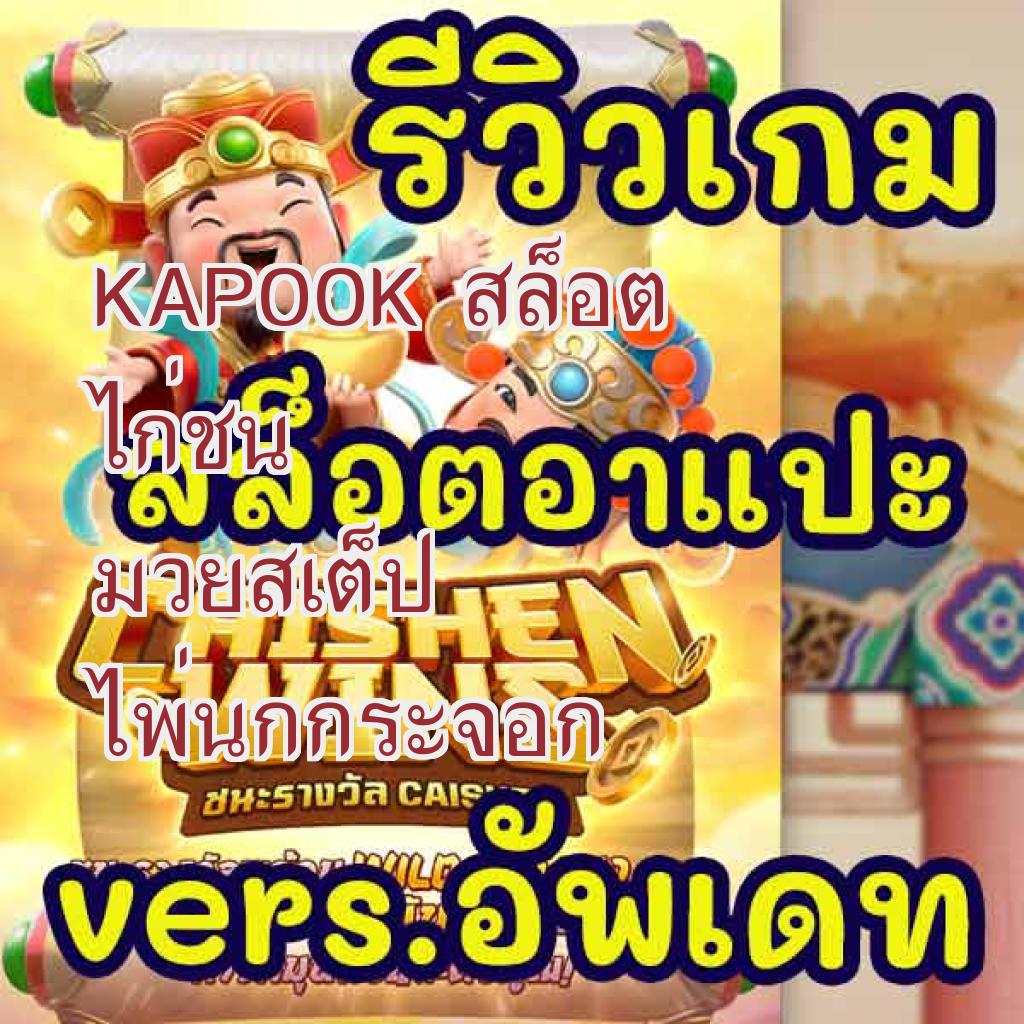 รีวิวเกม
KAPOOK สล็อต
ไก่ชน
สล็อตอาแปะ
มวยสเต็ป
CAISHEN
WINS
ไพ่นกกระจอก
ชนะรางวัล
vers.อัพเดท